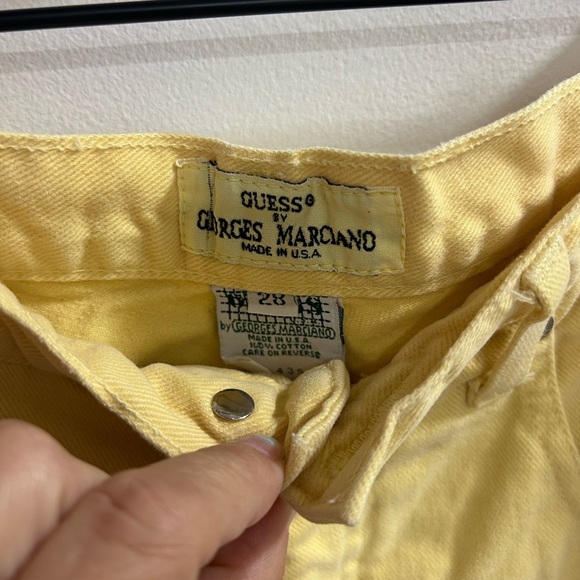 GUESS®
BY
GEORGES MARCIANO
MADE IN U.S.A
28
by GEORGES MARCIANO
MADE IN U.S.A.
100% COTTON
CARE ON REVERSE